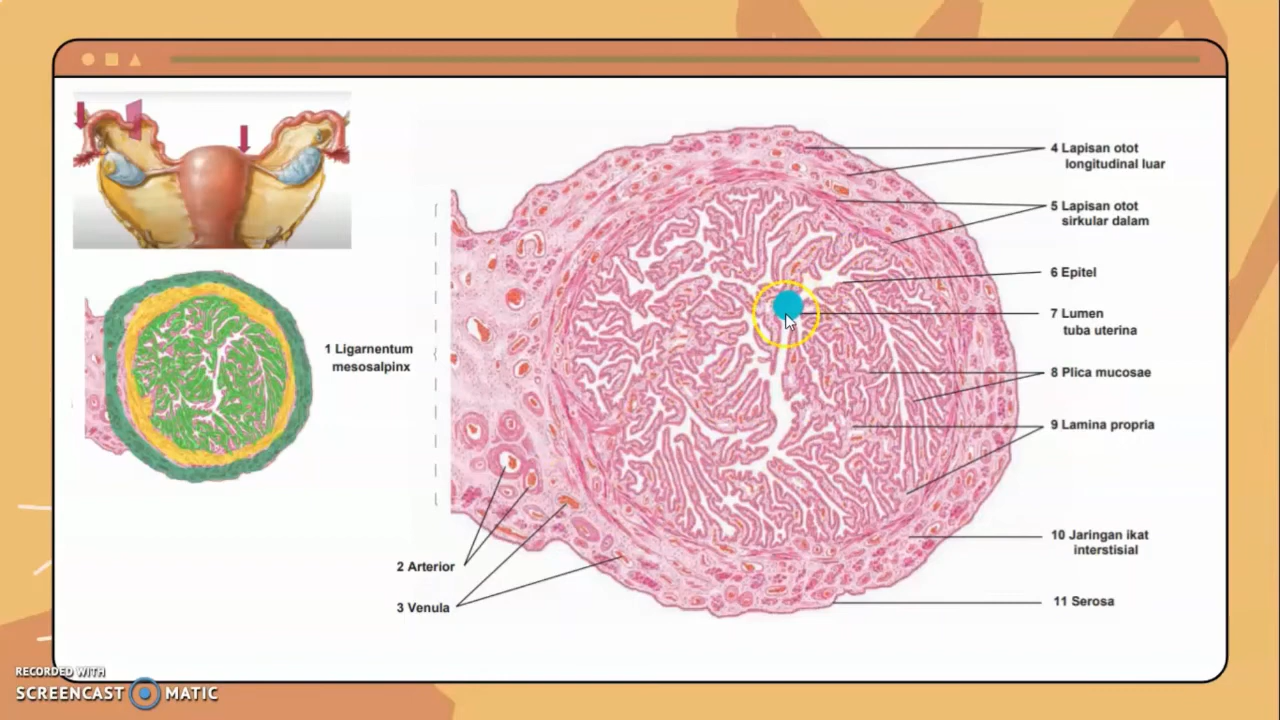 1 Ligarnentum
mesosalpinx
2 Arterior
3 Venula
4 Lapisan otot
longitudinal luar
5 Lapisan otot
sirkular dalam
6 Epitel
7 Lumen
tuba uterina
8 Plica mucosae
9 Lamina propria
10 Jaringan ikat
interstisial
11 Serosa
RECORDED WITH
SCREENCAST MATIC